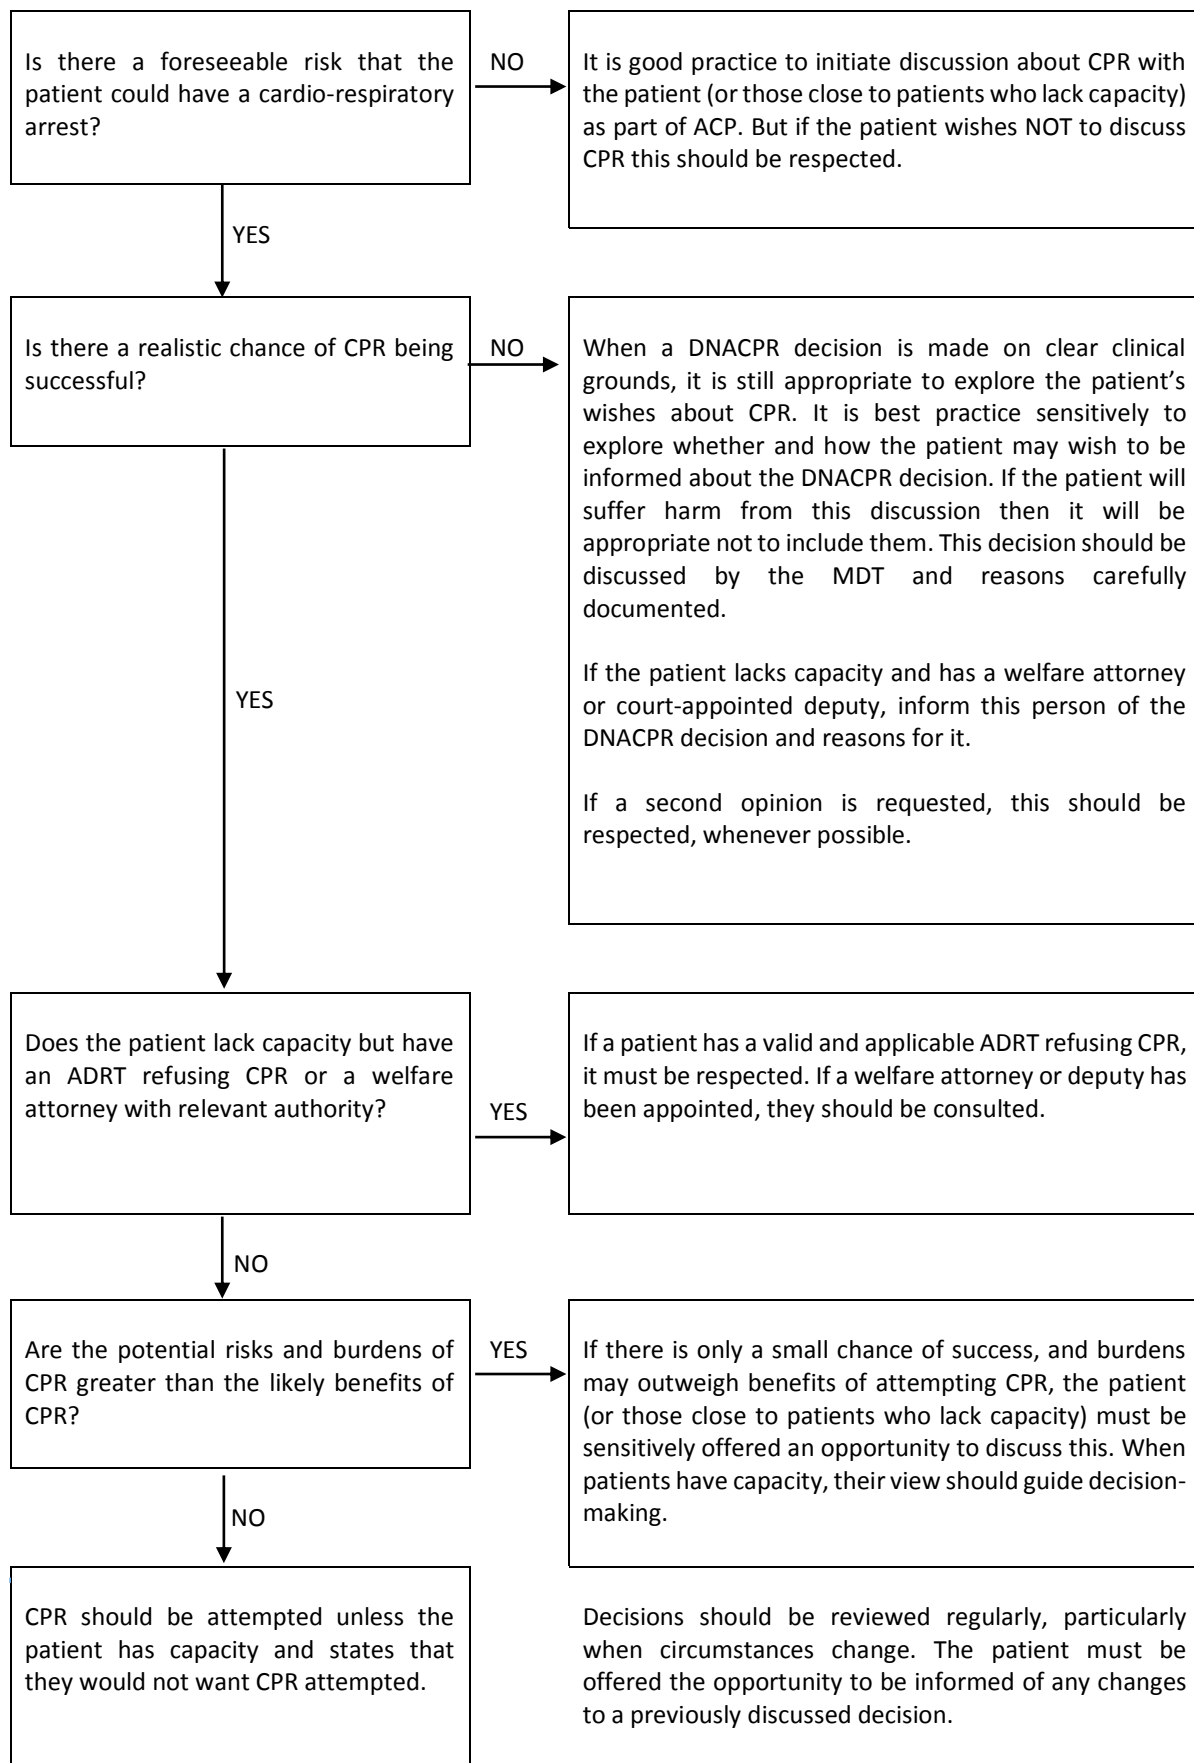 Is there a foreseeable risk that the
patient could have a cardio-respiratory
arrest?
NO
It is good practice to initiate discussion about CPR with
the patient (or those close to patients who lack capacity)
as part of ACP. But if the patient wishes NOT to discuss
CPR this should be respected.
YES
Is there a realistic chance of CPR being
successful?
NO
When a DNACPR decision is made on clear clinical
grounds, it is still appropriate to explore the patient’s
wishes about CPR. It is best practice sensitively to
explore whether and how the patient may wish to be
informed about the DNACPR decision. If the patient will
suffer harm from this discussion then it will be
appropriate not to include them. This decision should be
discussed by the MDT and reasons carefully
documented.
If the patient lacks capacity and has a welfare attorney
or court-appointed deputy, inform this person of the
DNACPR decision and reasons for it.
If a second opinion is requested, this should be
respected, whenever possible.
YES
Does the patient lack capacity but have
an ADRT refusing CPR or a welfare
attorney with relevant authority?
YES
If a patient has a valid and applicable ADRT refusing CPR,
it must be respected. If a welfare attorney or deputy has
been appointed, they should be consulted.
NO
Are the potential risks and burdens of
CPR greater than the likely benefits of
CPR?
YES
If there is only a small chance of success, and burdens
may outweigh benefits of attempting CPR, the patient
(or those close to patients who lack capacity) must be
sensitively offered an opportunity to discuss this. When
patients have capacity, their view should guide decision-
making.
NO
CPR should be attempted unless the
patient has capacity and states that
they would not want CPR attempted.
Decisions should be reviewed regularly, particularly
when circumstances change. The patient must be
offered the opportunity to be informed of any changes
to a previously discussed decision.